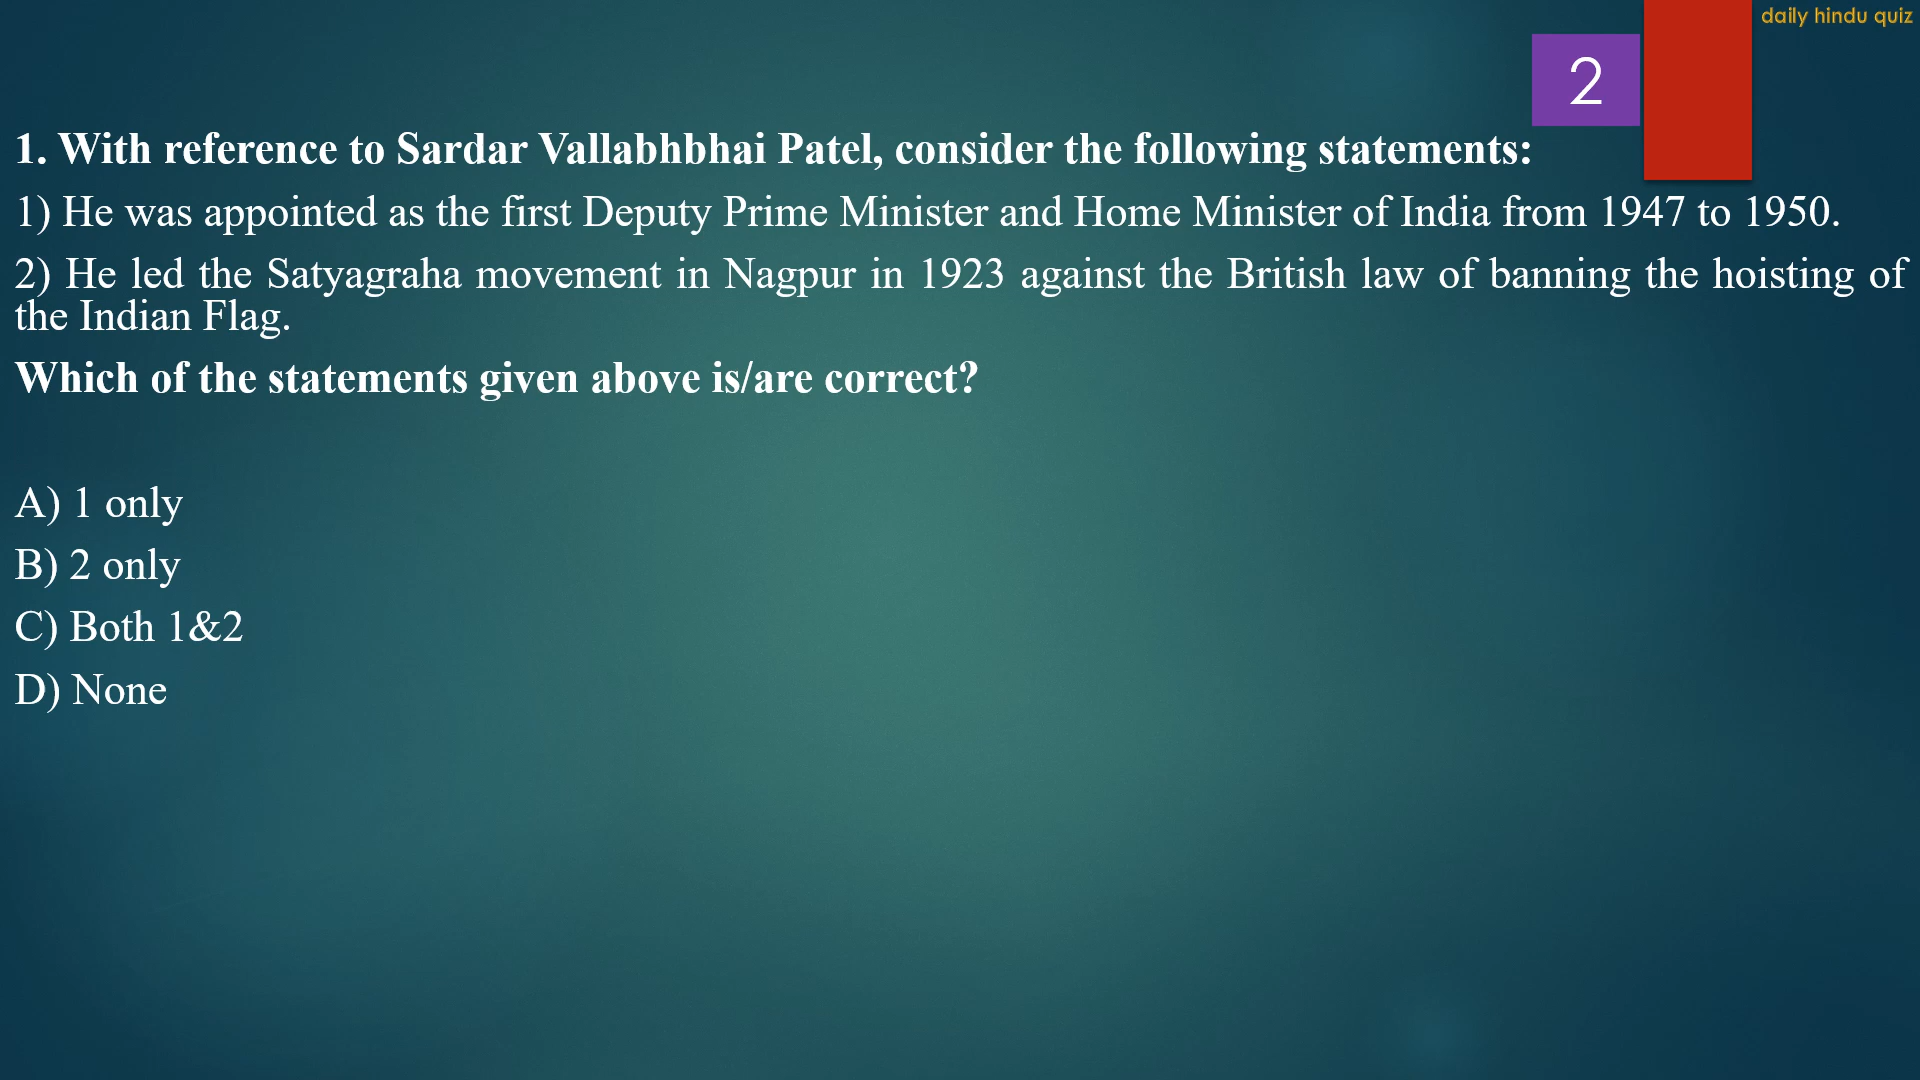 daily hindu quiz
2
1. With reference to Sardar Vallabhbhai Patel, consider the following statements:
1) He was appointed as the first Deputy Prime Minister and Home Minister of India from 1947 to 1950.
2) He led the Satyagraha movement in Nagpur in 1923 against the British law of banning the hoisting of
the Indian Flag.
Which of the statements given above is/are correct?
A) 1 only
B) 2 only
C) Both 1&2
D) None